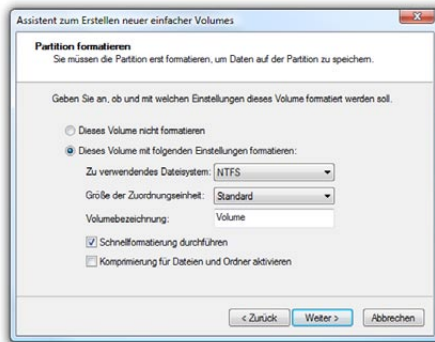 Assistent zum Erstellen neuer einfacher Volumes
Partition formatieren
Sie müssen die Partition erst formatieren, um Daten auf der Partition zu speichern.
Geben Sie an, ob und mit welchen Einstellungen dieses Volume formatiert werden soll.
Dieses Volume nicht formatieren
Dieses Volume mit folgenden Einstellungen formatieren:
Zu verwendendes Dateisystem: NTFS
Größe der Zuordnungseinheit: Standard
Volumebezeichnung: Volume
Schnellformatierung durchführen
Komprimierung für Dateien und Ordner aktivieren
< Zurück Weiter > Abbrechen